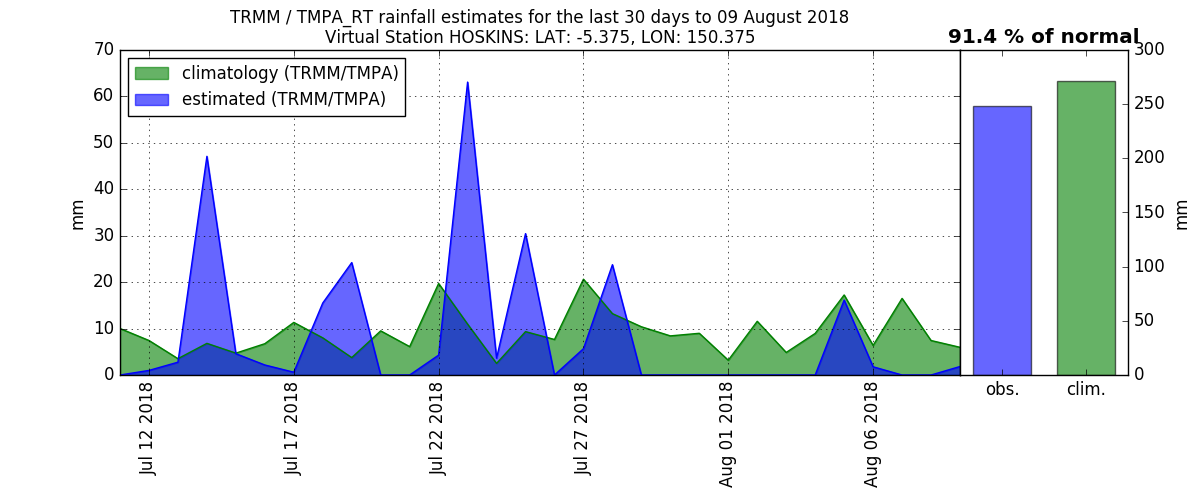 TRMM / TMPA_RT rainfall estimates for the last 30 days to 09 August 2018
Virtual Station HOSKINS: LAT: -5.375, LON: 150.375
91.4 % of normal
climatology (TRMM/TMPA)
estimated (TRMM/TMPA)
70
60
50
40
30
20
10
0
mm
Jul 12 2018
Jul 17 2018
Jul 22 2018
Jul 27 2018
Aug 01 2018
Aug 06 2018
obs.
clim.
300
250
200
150
100
50
0
mm